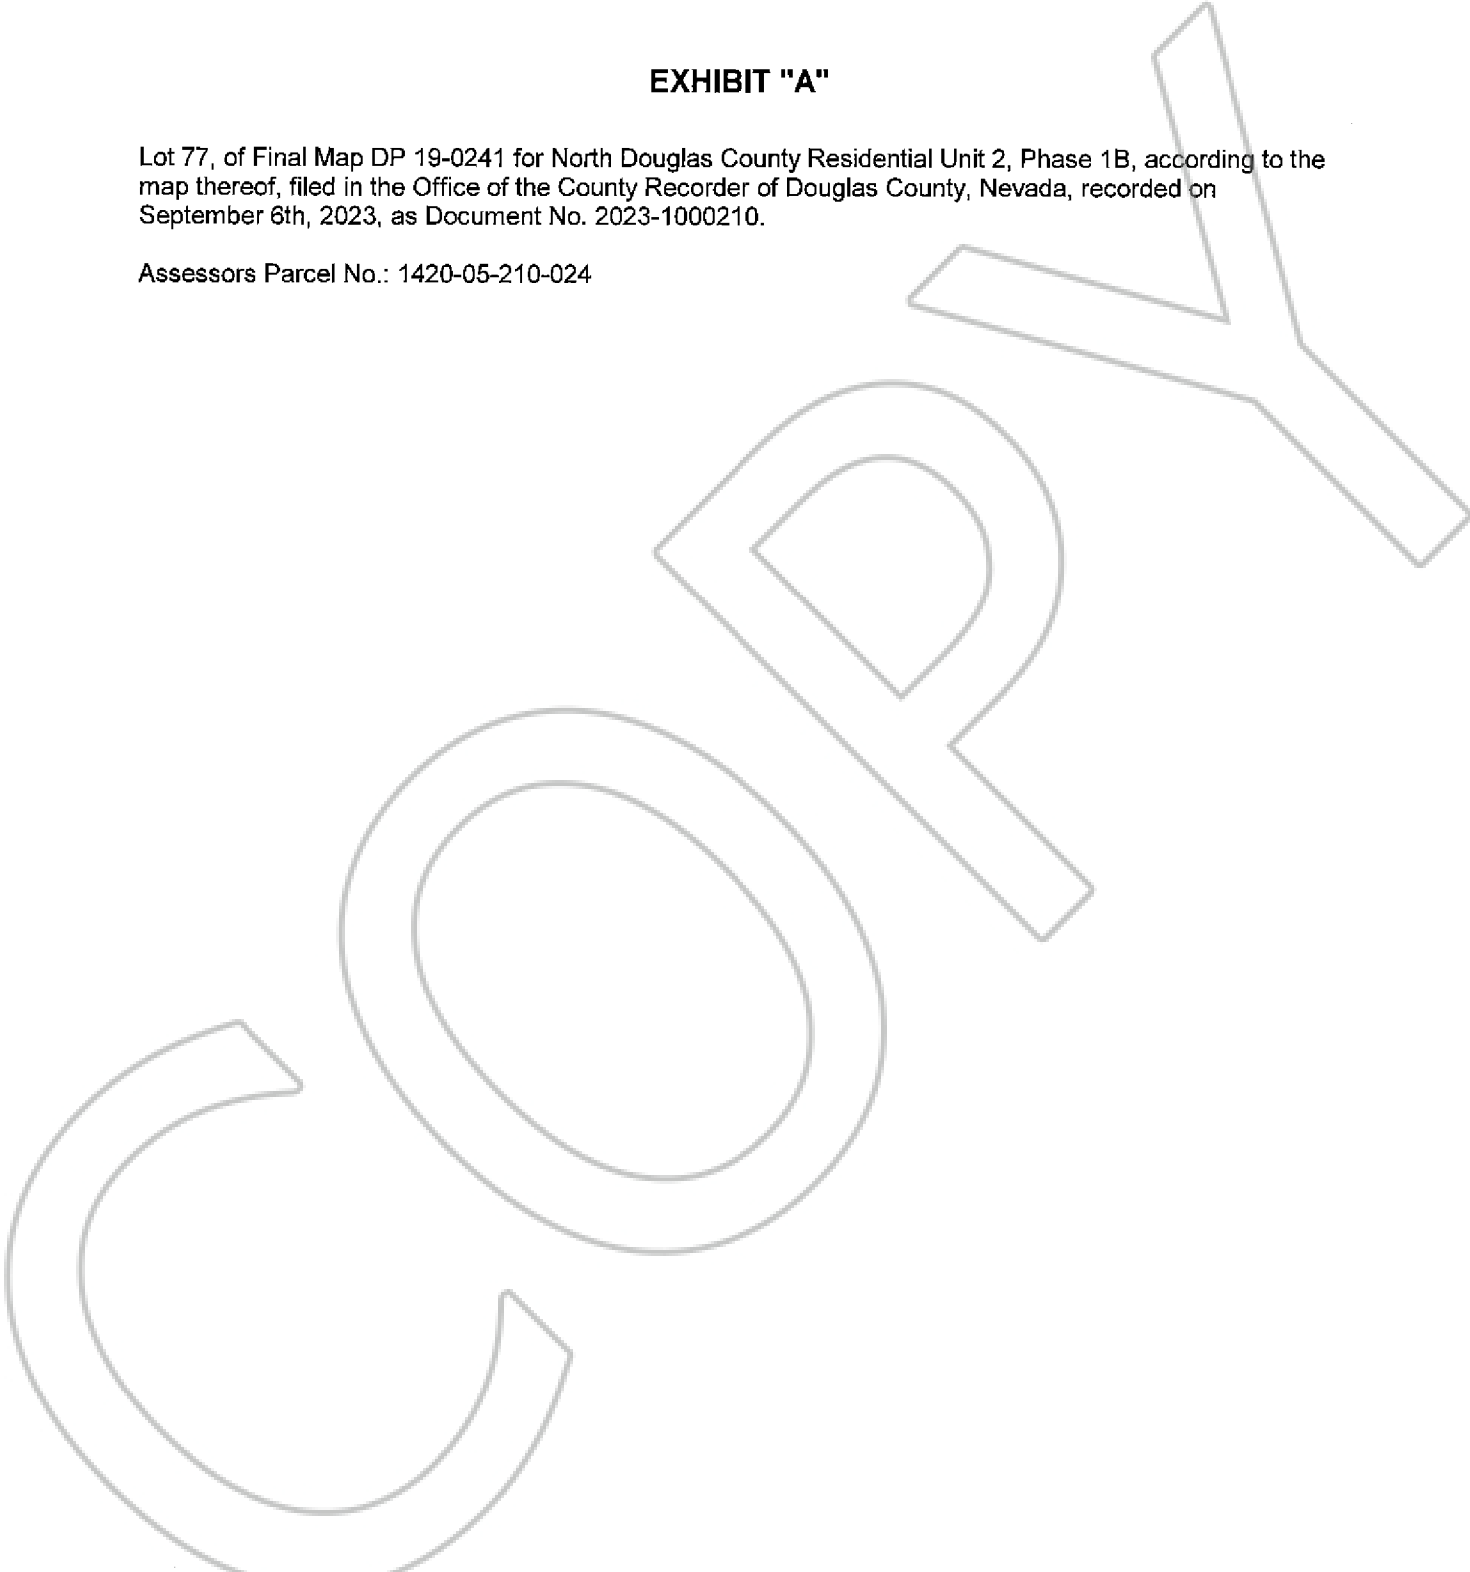 EXHIBIT "A"
Lot 77, of Final Map DP 19-0241 for North Douglas County Residential Unit 2, Phase 1B, according to the
map thereof, filed in the Office of the County Recorder of Douglas County, Nevada, recorded on
September 6th, 2023, as Document No. 2023-1000210.
Assessors Parcel No.: 1420-05-210-024
COPY